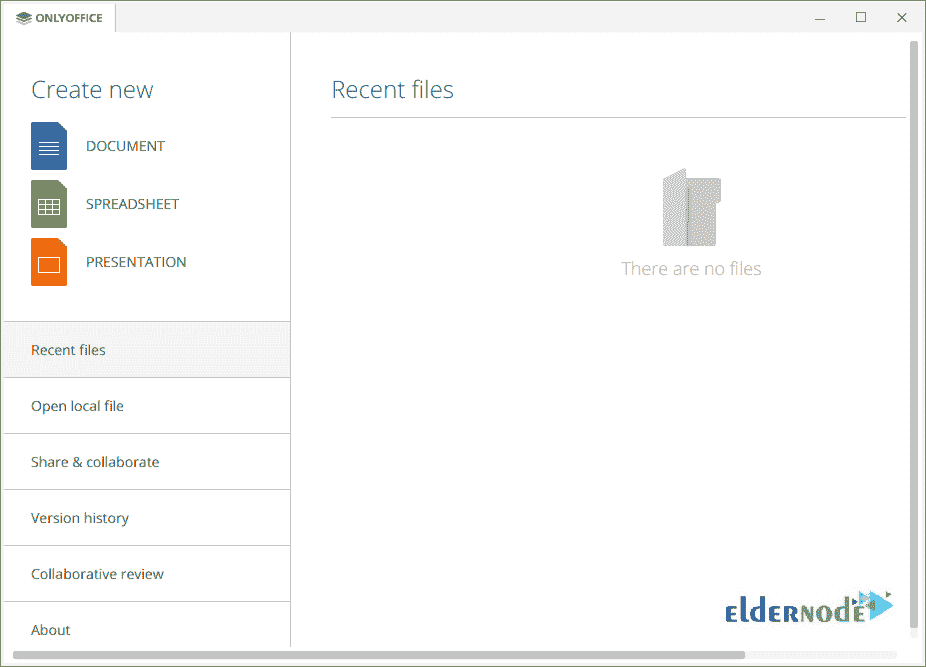 ONLYOFFICE
Create new
DOCUMENT
SPREADSHEET
PRESENTATION
Recent files
Open local file
Share & collaborate
Version history
Collaborative review
About
Recent files
There are no files
eldernode